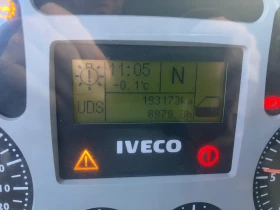 11:05 N
-0.1°c
193173km
UDS
IVECO